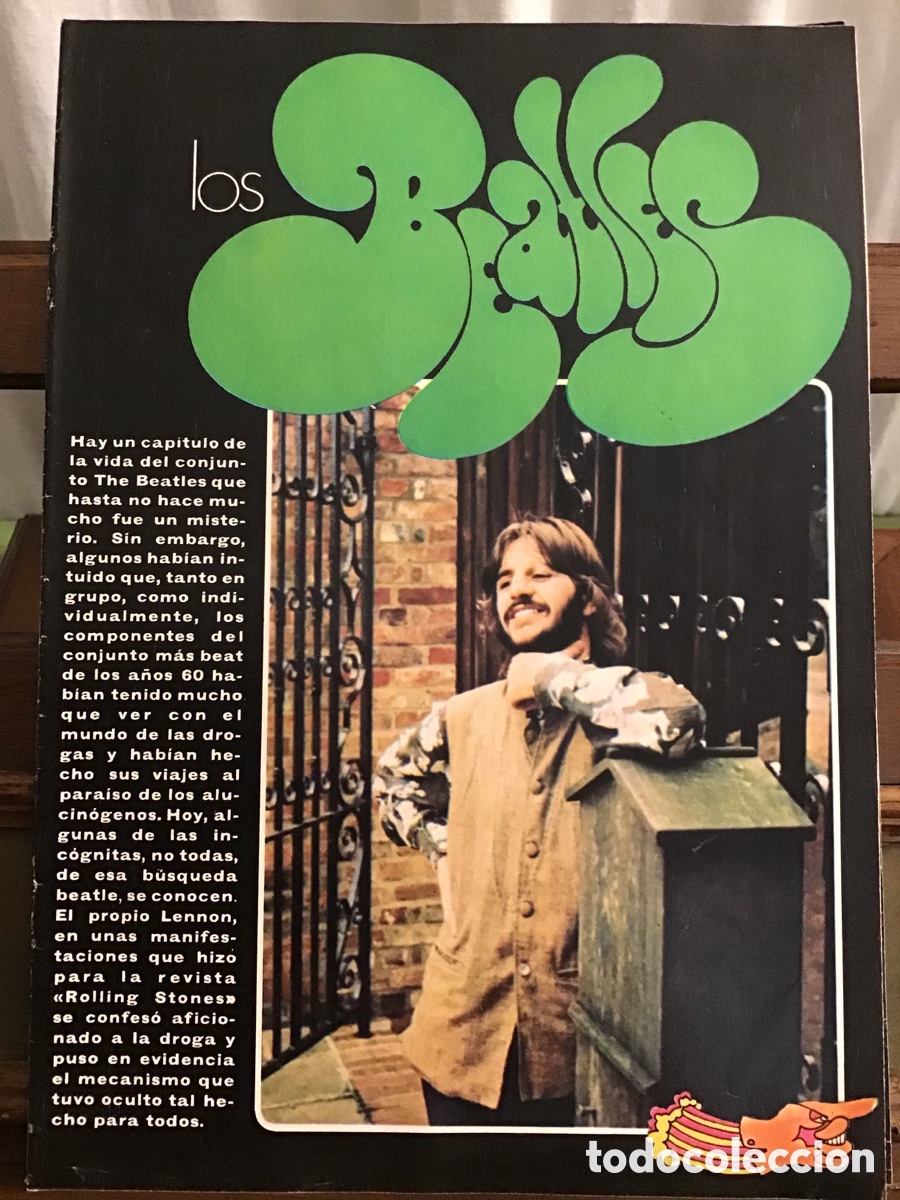 los
Beatles
Hay un capítulo de
la vida del conjun-
to The Beatles que
hasta no hace mu-
cho fue un miste-
rio. Sin embargo,
algunos habían in-
tuido que, tanto en
grupo, como indi-
vidualmente, los
componentes del
conjunto más beat
de los años 60 ha-
bían tenido mucho
que ver con el
mundo de las dro-
gas y habían he-
cho sus viajes al
paraíso de los alu-
cinógenos. Hoy, al-
gunas de las in-
cógnitas, no todas,
de esa búsqueda
beatle, se conocen.
El propio Lennon,
en unas manifes-
taciones que hizo
para la revista
«Rolling Stones»
se confesó aficio-
nado a la droga y
puso en evidencia
el mecanismo que
tuvo oculto tal he-
cho para todos.
todocoleccion